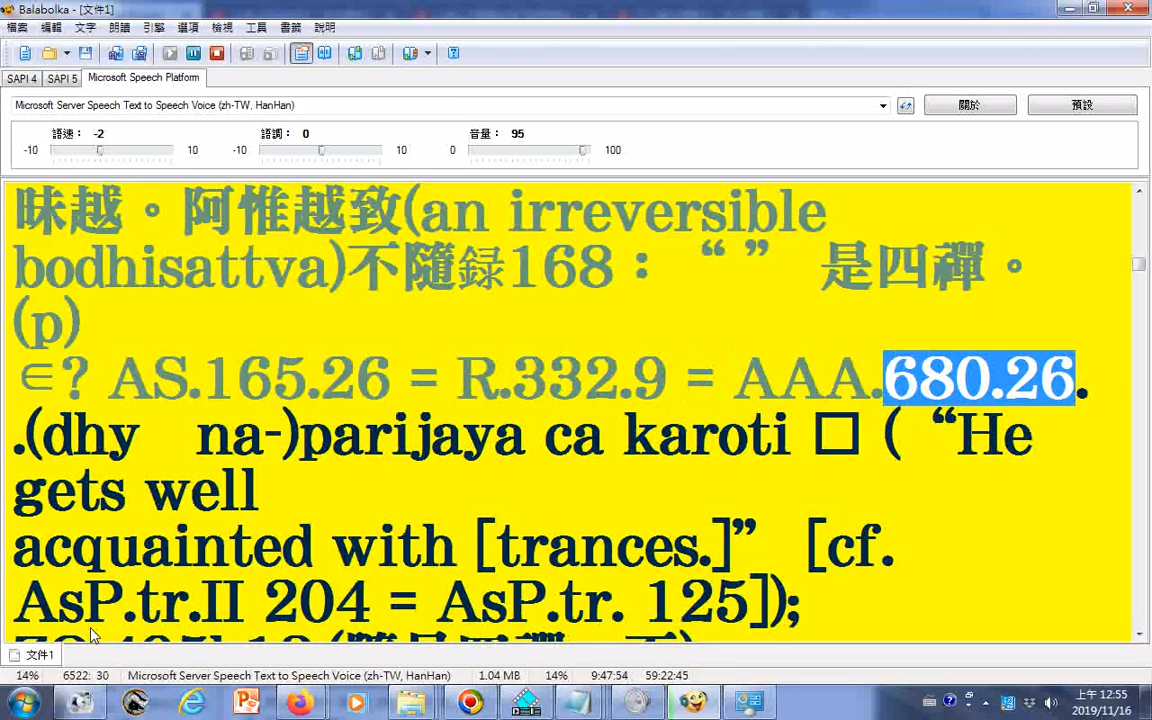 Balabolka - [文件1]
檔案 編輯 文字 朗讀 引擎 選項 檢視 工具 書籤 說明
SAPI 4 SAPI 5 Microsoft Speech Platform
Microsoft Server Speech Text to Speech Voice (zh-TW, HanHan) 關於 預設
語速： -2 語調： 0 音量： 95
-10 10 -10 10 0 100
昧越。阿惟越致(an irreversible
bodhisattva)不隨録168：“ ” 是四禪。
(p)
∈? AS.165.26 = R.332.9 = AAA.680.26.
.(dhy na-)parijaya ca karoti □ (“He
gets well
acquainted with [trances.]” [cf.
AsP.tr.II 204 = AsP.tr. 125]);
文件1
14% 6522: 30 Microsoft Server Speech Text to Speech Voice (zh-TW, HanHan) 1.04 MB 14% 9:47:54 59:22:45
上午 12:55
2019/11/16